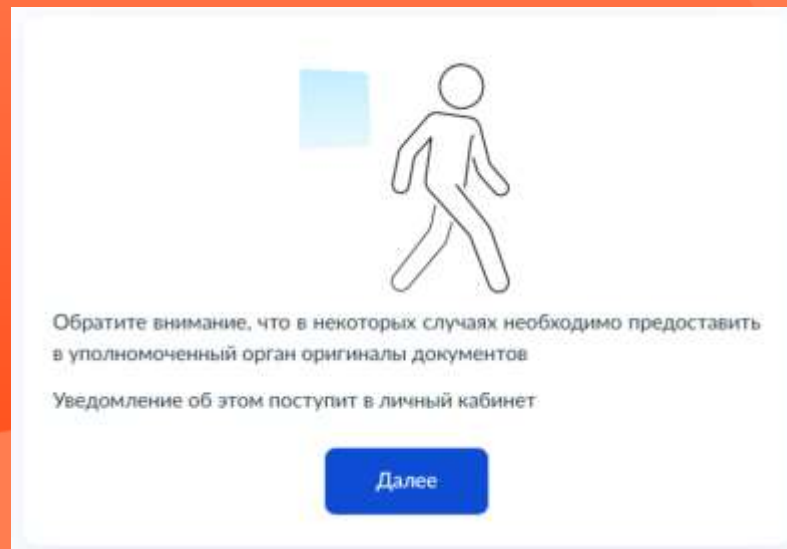 Обратите внимание, что в некоторых случаях необходимо предоставить
в уполномоченный орган оригиналы документов
Уведомление об этом поступит в личный кабинет
Далее